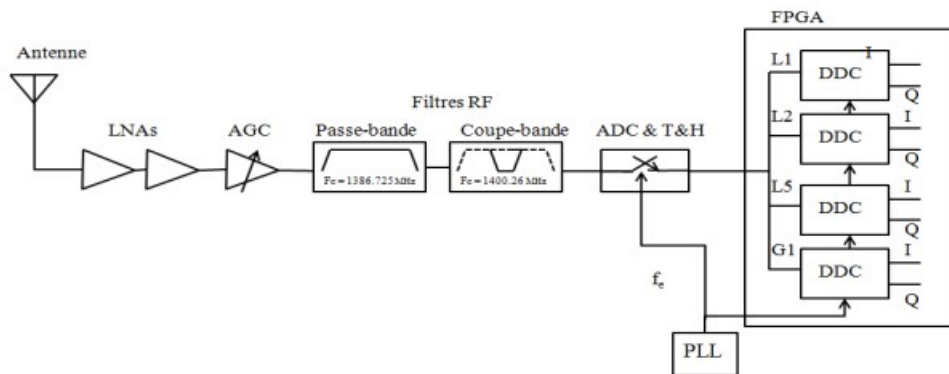 FPGA
Antenne
Filtres RF
LNAs
AGC
Passe-bande
Coupe-bande
ADC & T&H
Fc = 1386.725 MHz
Fc = 1400.26 MHz
L1
DDC
I
Q
L2
DDC
I
Q
L5
DDC
I
Q
G1
DDC
I
Q
fe
PLL